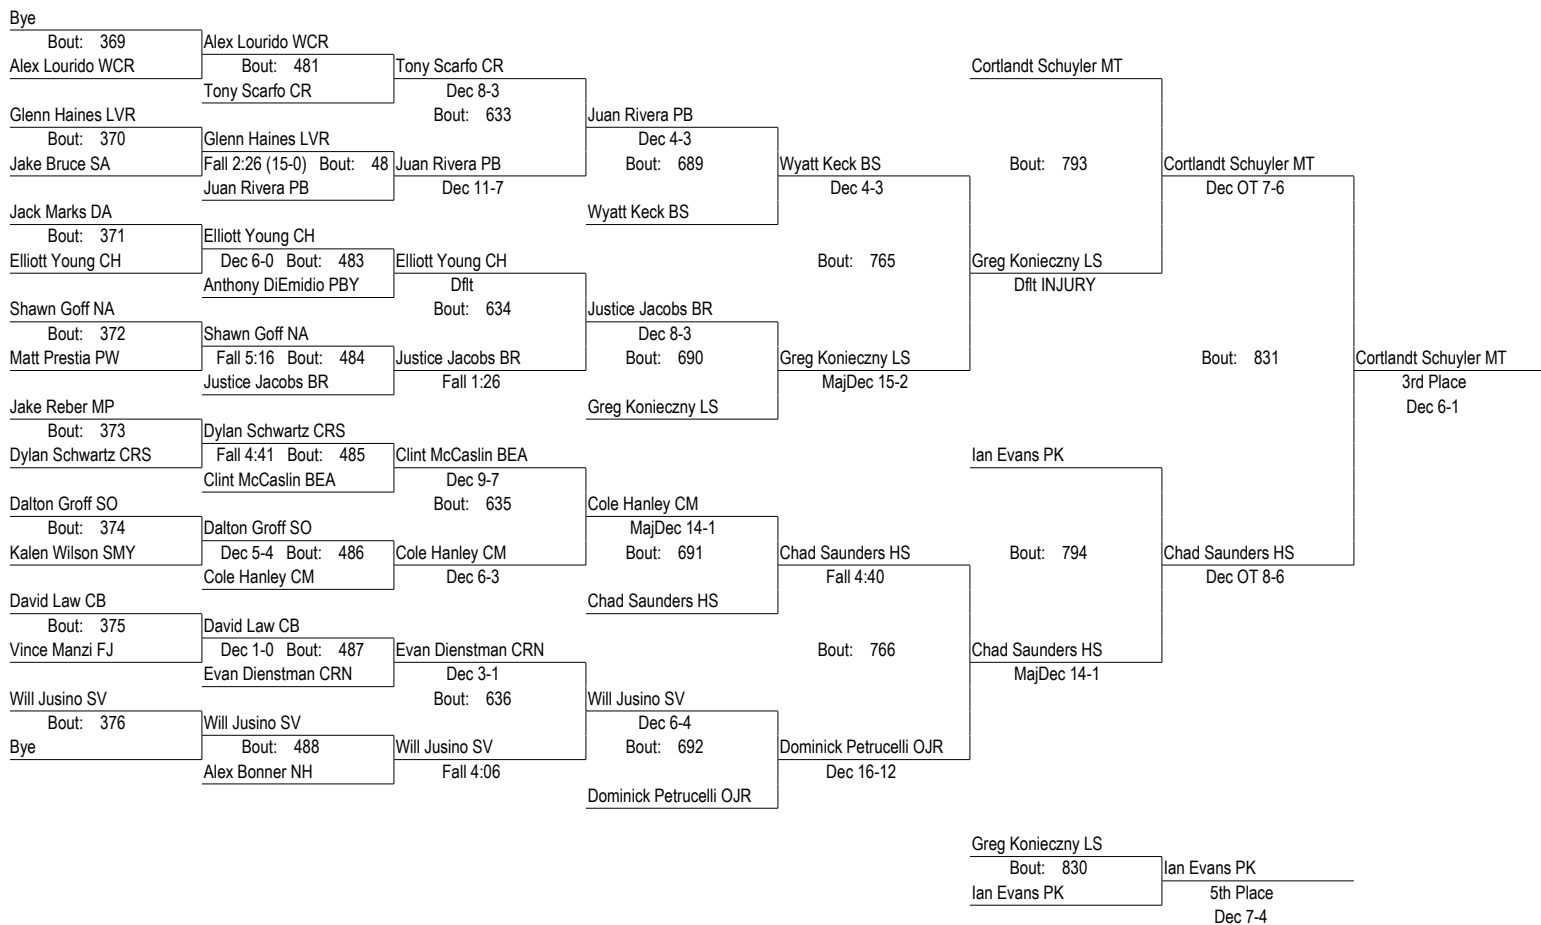 Bye
Bout: 369
Alex Lourido WCR
Glenn Haines LVR
Bout: 370
Jake Bruce SA
Jack Marks DA
Bout: 371
Elliott Young CH
Shawn Goff NA
Bout: 372
Matt Prestia PW
Jake Reber MP
Bout: 373
Dylan Schwartz CRS
Dalton Groff SO
Bout: 374
Kalen Wilson SMY
David Law CB
Bout: 375
Vince Manzi FJ
Will Jusino SV
Bout: 376
Bye
Alex Lourido WCR
Bout: 481
Tony Scarfo CR
Glenn Haines LVR
Fall 2:26 (15-0) Bout: 48
Juan Rivera PB
Elliott Young CH
Dec 6-0 Bout: 483
Anthony DiEmidio PBY
Shawn Goff NA
Fall 5:16 Bout: 484
Justice Jacobs BR
Dylan Schwartz CRS
Fall 4:41 Bout: 485
Clint McCaslin BEA
Dalton Groff SO
Dec 5-4 Bout: 486
Cole Hanley CM
David Law CB
Dec 1-0 Bout: 487
Evan Dienstman CRN
Will Jusino SV
Bout: 488
Alex Bonner NH
Tony Scarfo CR
Dec 8-3
Bout: 633
Juan Rivera PB
Dec 11-7
Elliott Young CH
Dflt
Bout: 634
Justice Jacobs BR
Fall 1:26
Clint McCaslin BEA
Dec 9-7
Bout: 635
Cole Hanley CM
Dec 6-3
Evan Dienstman CRN
Dec 3-1
Bout: 636
Will Jusino SV
Fall 4:06
Juan Rivera PB
Dec 4-3
Bout: 689
Wyatt Keck BS
Justice Jacobs BR
Dec 8-3
Bout: 690
Greg Konieczny LS
Cole Hanley CM
MajDec 14-1
Bout: 691
Chad Saunders HS
Will Jusino SV
Dec 6-4
Bout: 692
Dominick Petrucelli OJR
Wyatt Keck BS
Dec 4-3
Bout: 765
Greg Konieczny LS
MajDec 15-2
Chad Saunders HS
Fall 4:40
Bout: 766
Dominick Petrucelli OJR
Dec 16-12
Cortlandt Schuyler MT
Bout: 793
Greg Konieczny LS
Dflt INJURY
Ian Evans PK
Bout: 794
Chad Saunders HS
MajDec 14-1
Cortlandt Schuyler MT
Dec OT 7-6
Bout: 831
Chad Saunders HS
Dec OT 8-6
Cortlandt Schuyler MT
3rd Place
Dec 6-1
Greg Konieczny LS
Bout: 830
Ian Evans PK
Ian Evans PK
5th Place
Dec 7-4